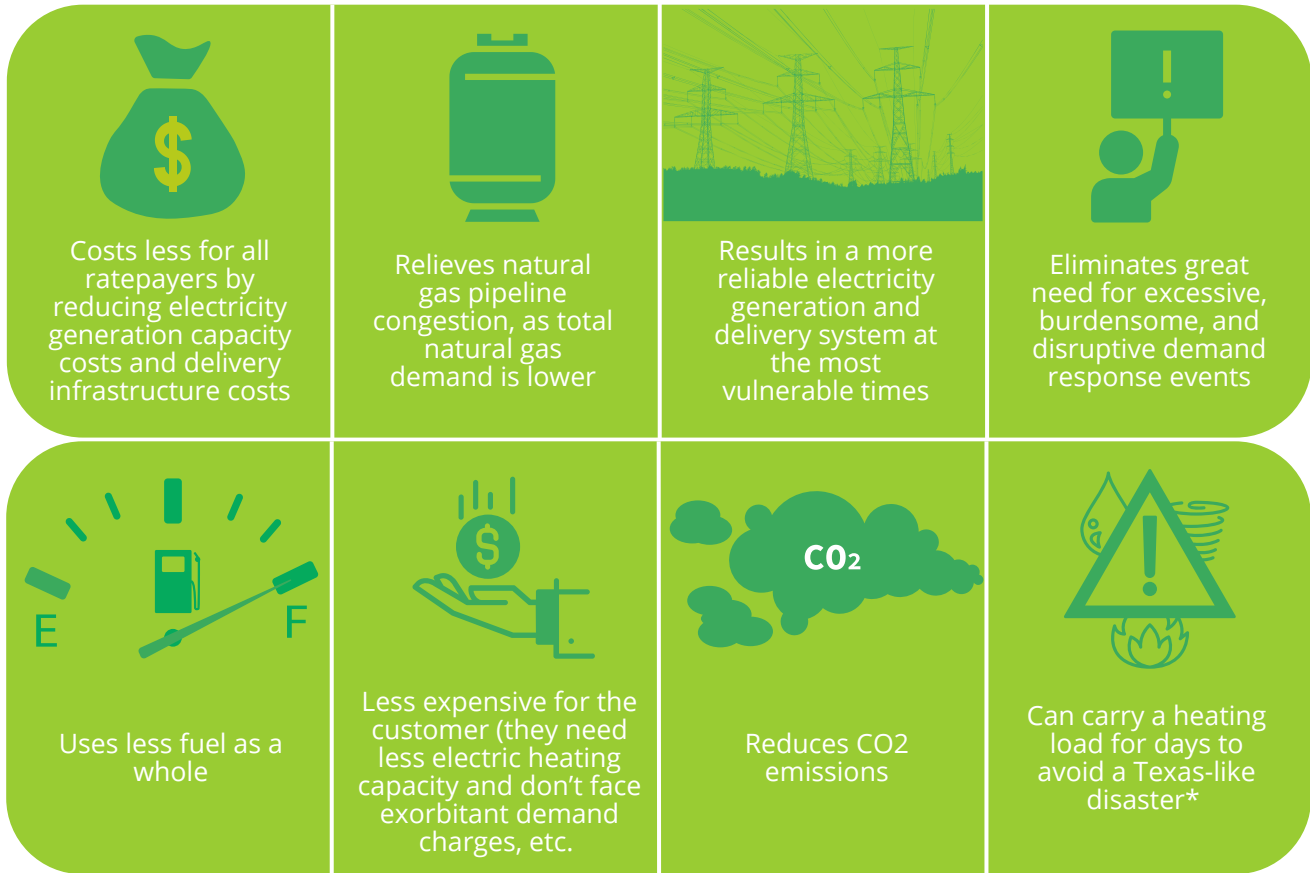 $
Costs less for all
ratepayers by
reducing electricity
generation capacity
costs and delivery
infrastructure costs
Relieves natural
gas pipeline
congestion, as total
natural gas
demand is lower
Results in a more
reliable electricity
generation and
delivery system at
the most
vulnerable times
!
Eliminates great
need for excessive,
burdensome, and
disruptive demand
response events
E
F
Uses less fuel as a
whole
$
Less expensive for the
customer (they need
less electric heating
capacity and don’t face
exorbitant demand
charges, etc.
CO2
Reduces CO2
emissions
!
Can carry a heating
load for days to
avoid a Texas-like
disaster*